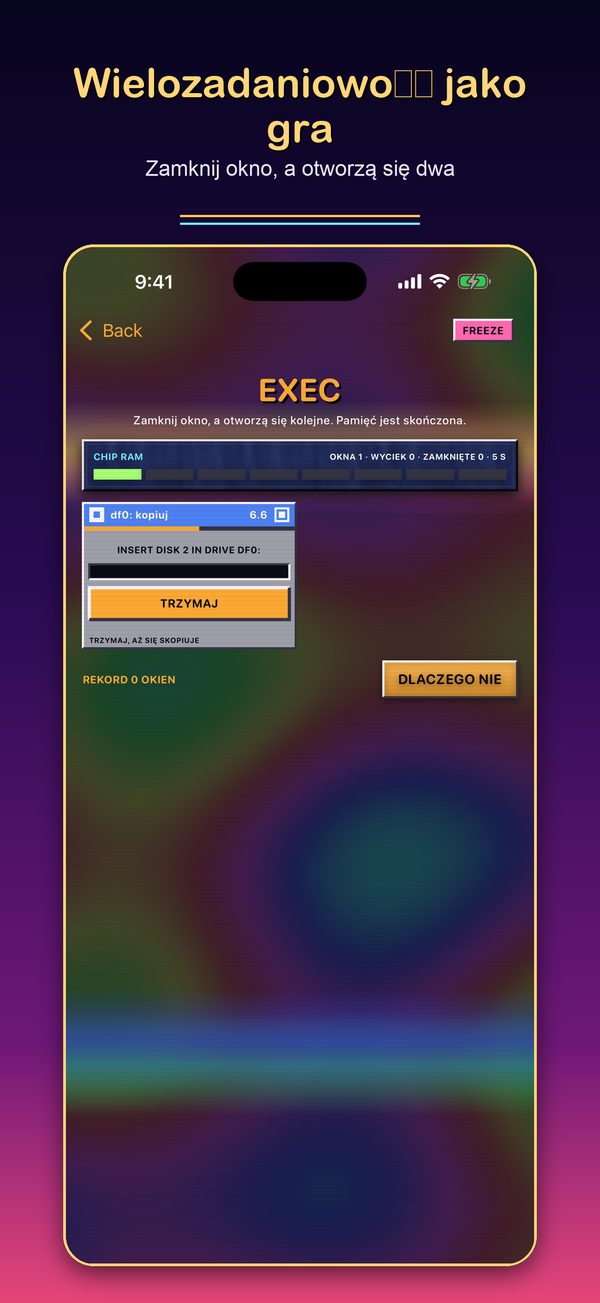 Wielozadaniowo□□ jako
gra
Zamknij okno, a otworzą się dwa
9:41
Back
FREEZE
EXEC
Zamknij okno, a otworzą się kolejne. Pamięć jest skończona.
CHIP RAM
OKNA 1 · WYCIEK 0 · ZAMKNIĘTE 0 · 5 S
df0: kopiuj 6.6
INSERT DISK 2 IN DRIVE DF0:
TRZYMAJ
TRZYMAJ, AŻ SIĘ SKOPIUJE
REKORD 0 OKIEN
DLACZEGO NIE